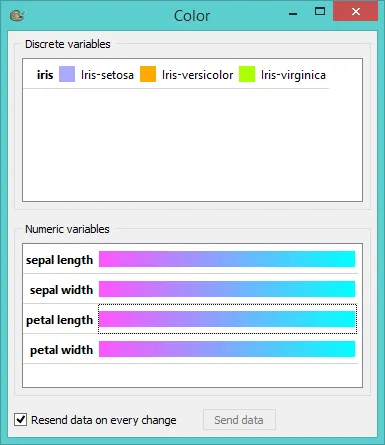 Color
Discrete variables
iris Iris-setosa Iris-versicolor Iris-virginica
Numeric variables
sepal length
sepal width
petal length
petal width
Resend data on every change Send data